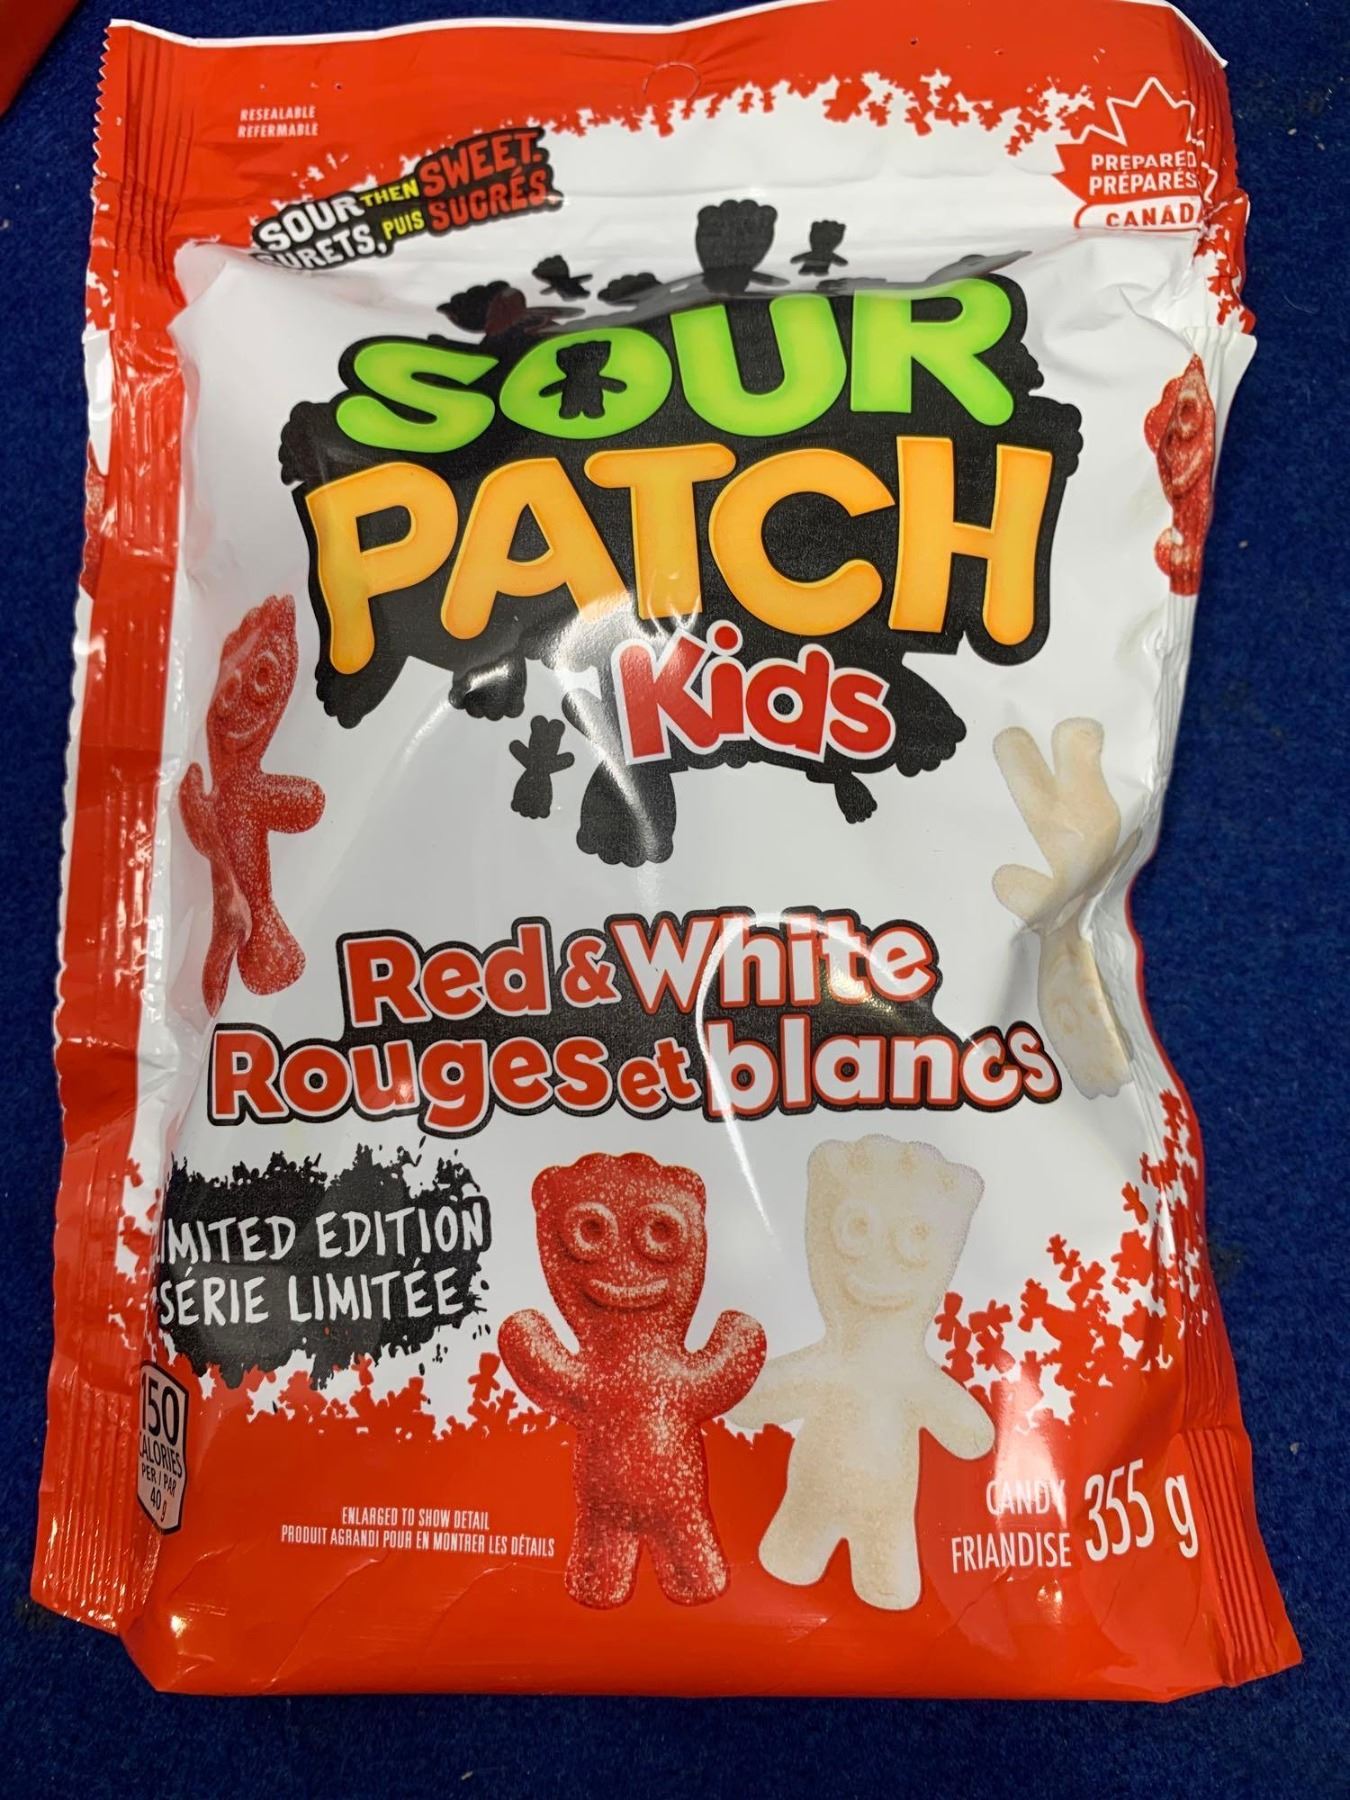 RESEALABLE
REFERMABLE
SOUR THEN SWEET.
SURETS, PUIS SUCRÉS.
PREPARED
PRÉPARÉS
CANADA
SOUR
PATCH
Kids
Red & White
Rouges et blancs
LIMITED EDITION
SÉRIE LIMITÉE
150
CALORIES
PER / PAR
40 g
ENLARGED TO SHOW DETAIL
PRODUIT AGRANDI POUR EN MONTRER LES DÉTAILS
CANDY
FRIANDISE
355 g